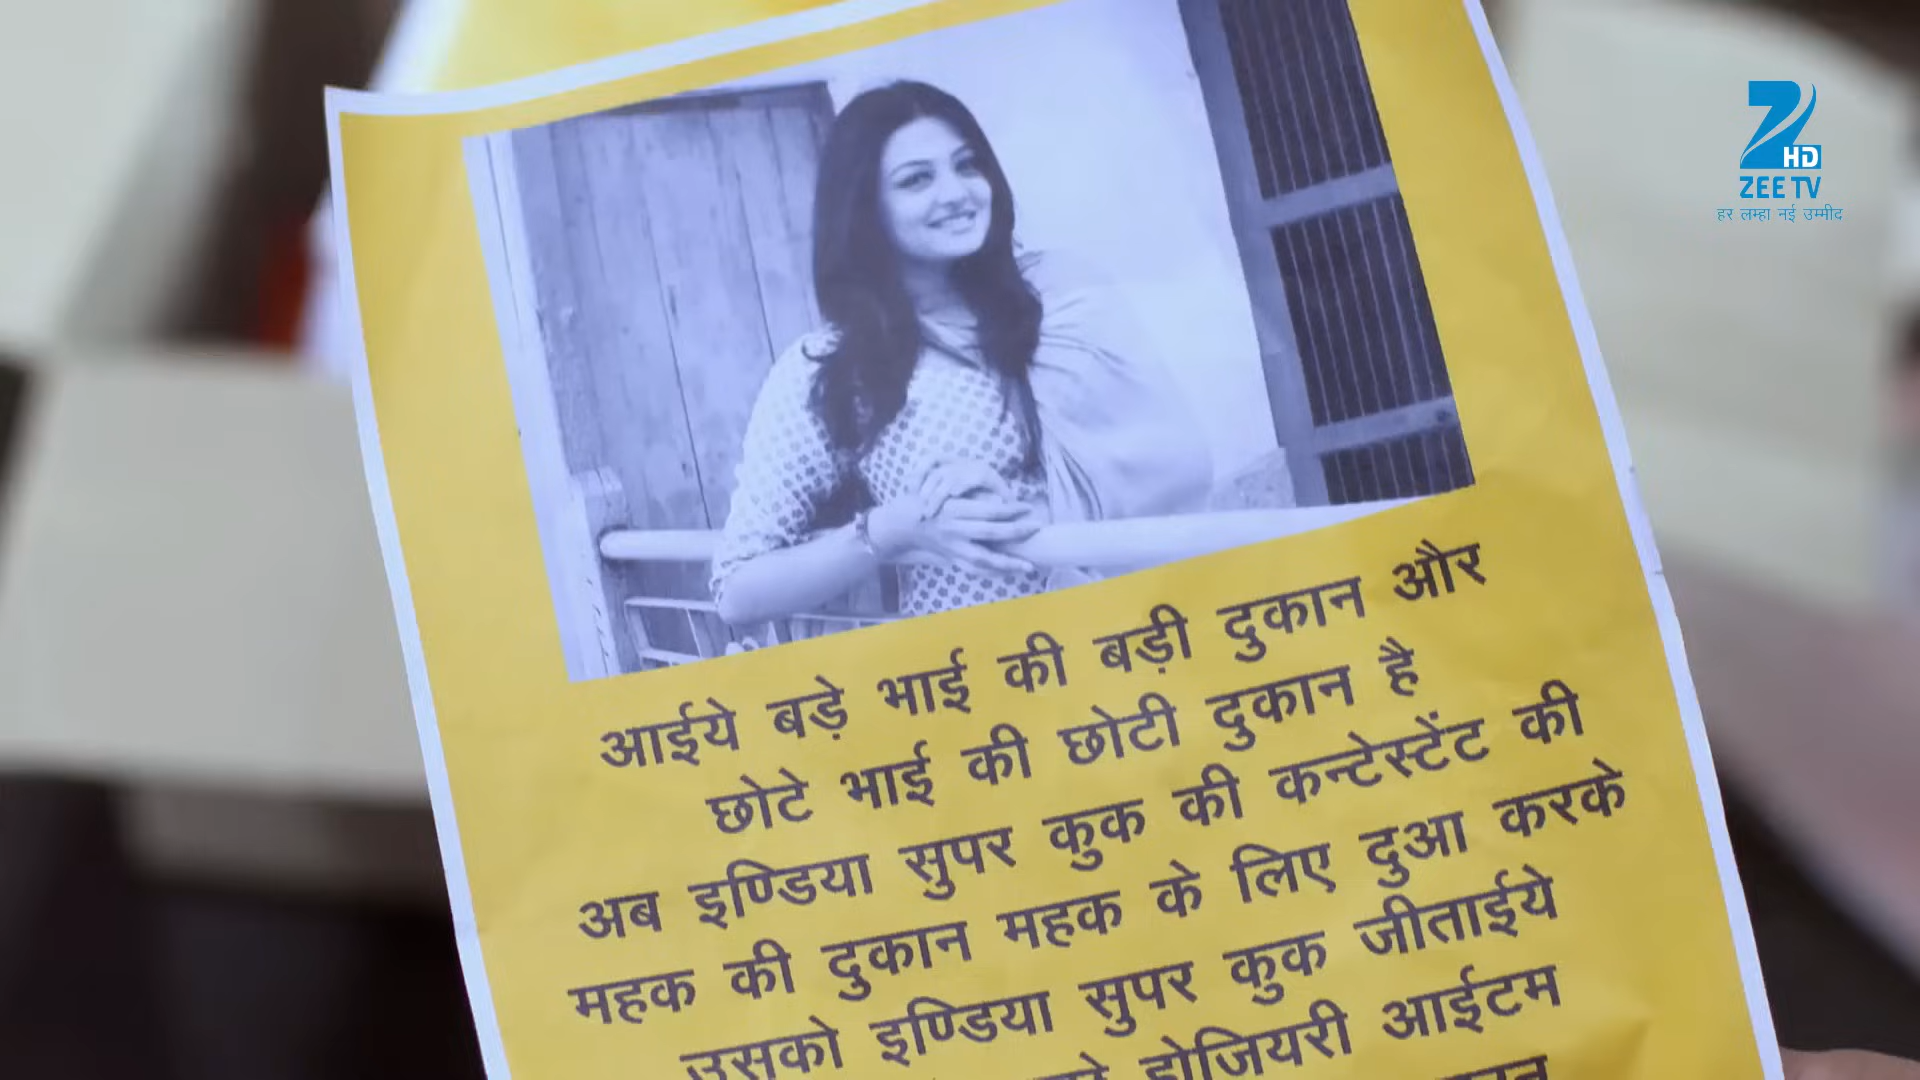 HD
ZEE TV
हर लम्हा नई उम्मीद
आईये बड़े भाई की बड़ी दुकान और
छोटे भाई की छोटी दुकान है
अब इण्डिया सुपर कुक की कन्टेस्टेंट की
महक की दुकान महक के लिए दुआ करके
उसको इण्डिया सुपर कुक जीताईये
होजियरी आईटम